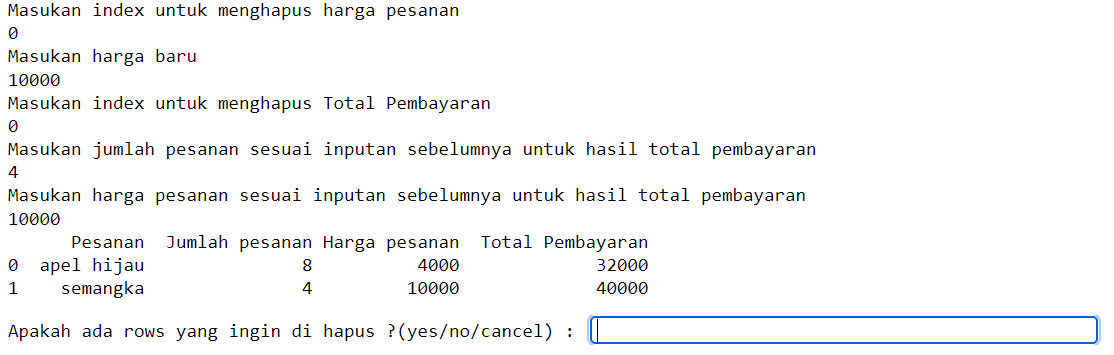 Masukan index untuk menghapus harga pesanan
0
Masukan harga baru
10000
Masukan index untuk menghapus Total Pembayaran
0
Masukan jumlah pesanan sesuai inputan sebelumnya untuk hasil total pembayaran
4
Masukan harga pesanan sesuai inputan sebelumnya untuk hasil total pembayaran
10000
Pesanan Jumlah pesanan Harga pesanan Total Pembayaran
0 apel hijau 8 4000 32000
1 semangka 4 10000 40000
Apakah ada rows yang ingin di hapus ?(yes/no/cancel) :